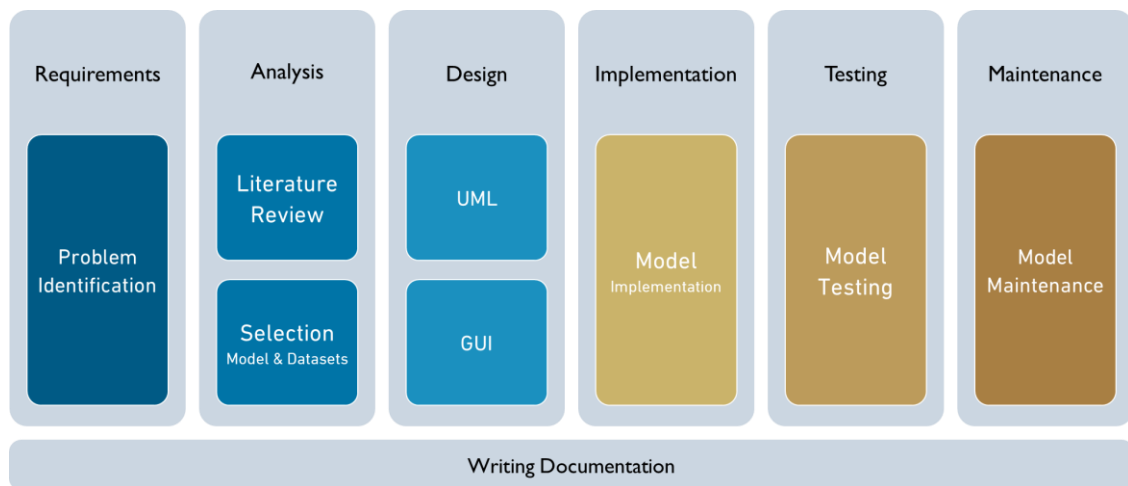 Requirements
Analysis
Design
Implementation
Testing
Maintenance
Problem
Identification
Literature
Review
Selection
Model & Datasets
UML
GUI
Model
Implementation
Model
Testing
Model
Maintenance
Writing Documentation